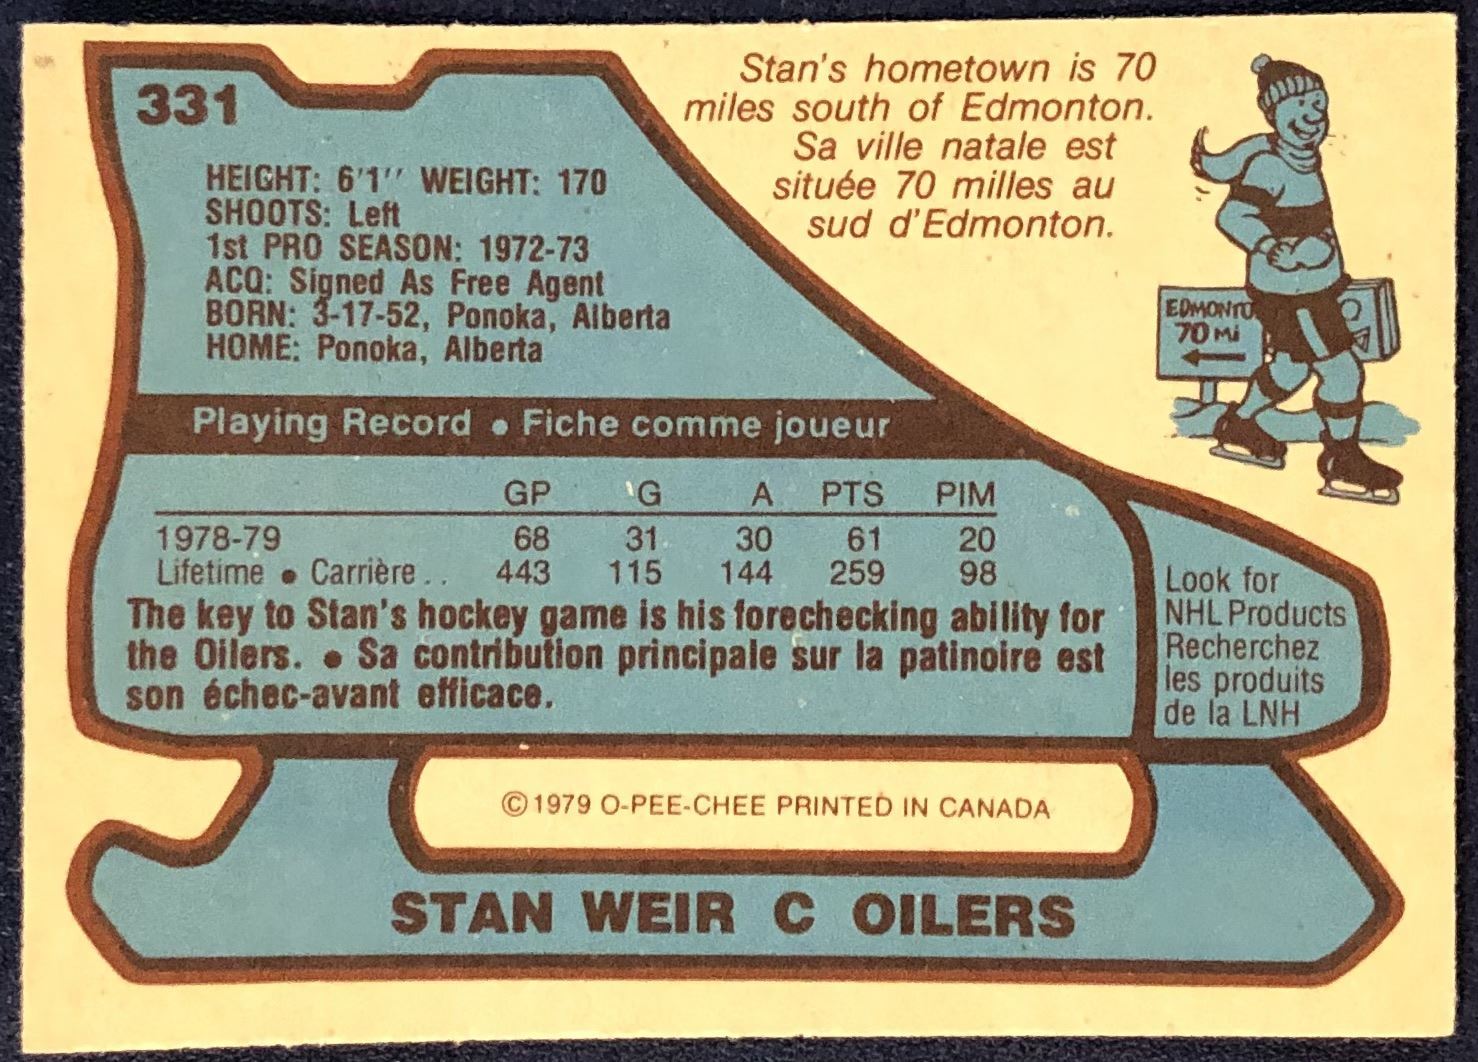 331
Stan's hometown is 70
miles south of Edmonton.
Sa ville natale est
située 70 milles au
sud d'Edmonton.
EDMONTO
70 Mi
HEIGHT: 6'1'' WEIGHT: 170
SHOOTS: Left
1st PRO SEASON: 1972-73
ACQ: Signed As Free Agent
BORN: 3-17-52, Ponoka, Alberta
HOME: Ponoka, Alberta
Playing Record • Fiche comme joueur
GP G A PTS PIM
1978-79 68 31 30 61 20
Lifetime • Carrière.. 443 115 144 259 98
The key to Stan's hockey game is his forechecking ability for
the Oilers. • Sa contribution principale sur la patinoire est
son échec-avant efficace.
Look for
NHL Products
Recherchez
les produits
de la LNH
©1979 O-PEE-CHEE PRINTED IN CANADA
STAN WEIR C OILERS